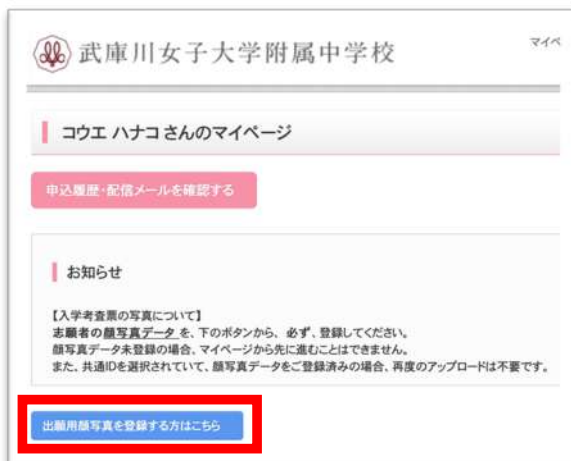 武庫川女子大学附属中学校
マイペ
コウエ ハナコ さんのマイページ
申込履歴・配信メールを確認する
お知らせ
【入学考査票の写真について】
志願者の顔写真データ を、下のボタンから、必ず、登録してください。
顔写真データ未登録の場合、マイページから先に進むことはできません。
また、共通IDを選択されていて、顔写真データをご登録済みの場合、再度のアップロードは不要です。
出願用顔写真を登録する方はこちら